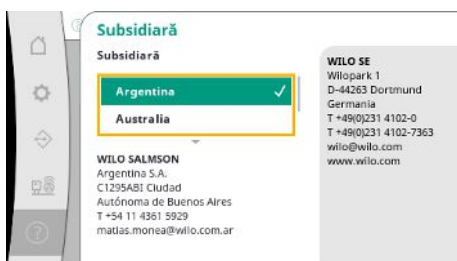 Subsidiară
Subsidiară
Argentina
Australia
WILO SALMSON
Argentina S.A.
C1295ABI Ciudad
Autónoma de Buenos Aires
T +54 11 4361 5929
matias.monea@wilo.com.ar
WILO SE
Wilopark 1
D-44263 Dortmund
Germania
T +49(0)231 4102-0
T +49(0)231 4102-7363
wilo@wilo.com
www.wilo.com